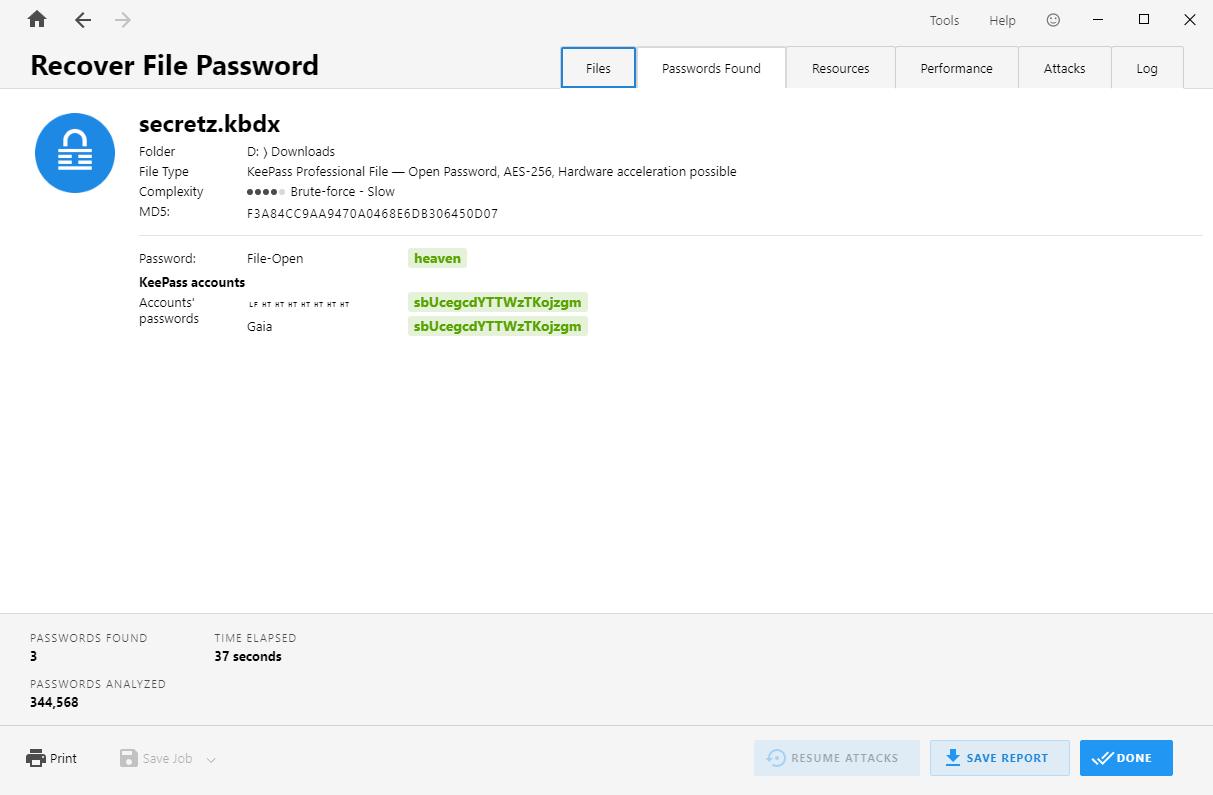 Tools Help
Recover File Password
Files Passwords Found Resources Performance Attacks Log
secretz.kbdx
Folder D: ⟩ Downloads
File Type KeePass Professional File — Open Password, AES-256, Hardware acceleration possible
Complexity Brute-force - Slow
MD5: F3A84CC9AA9470A0468E6DB306450D07
Password: File-Open heaven
KeePass accounts
Accounts' passwords LF HT HT HT HT HT HT HT sbUcegcdYTTWzTKojzgm
Gaia sbUcegcdYTTWzTKojzgm
PASSWORDS FOUND TIME ELAPSED
3 37 seconds
PASSWORDS ANALYZED
344,568
Print Save Job RESUME ATTACKS SAVE REPORT DONE